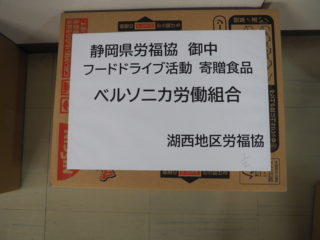 静岡県労福協 御中
フードドライブ活動 寄贈食品
ベルソニカ労働組合
湖西地区労福協